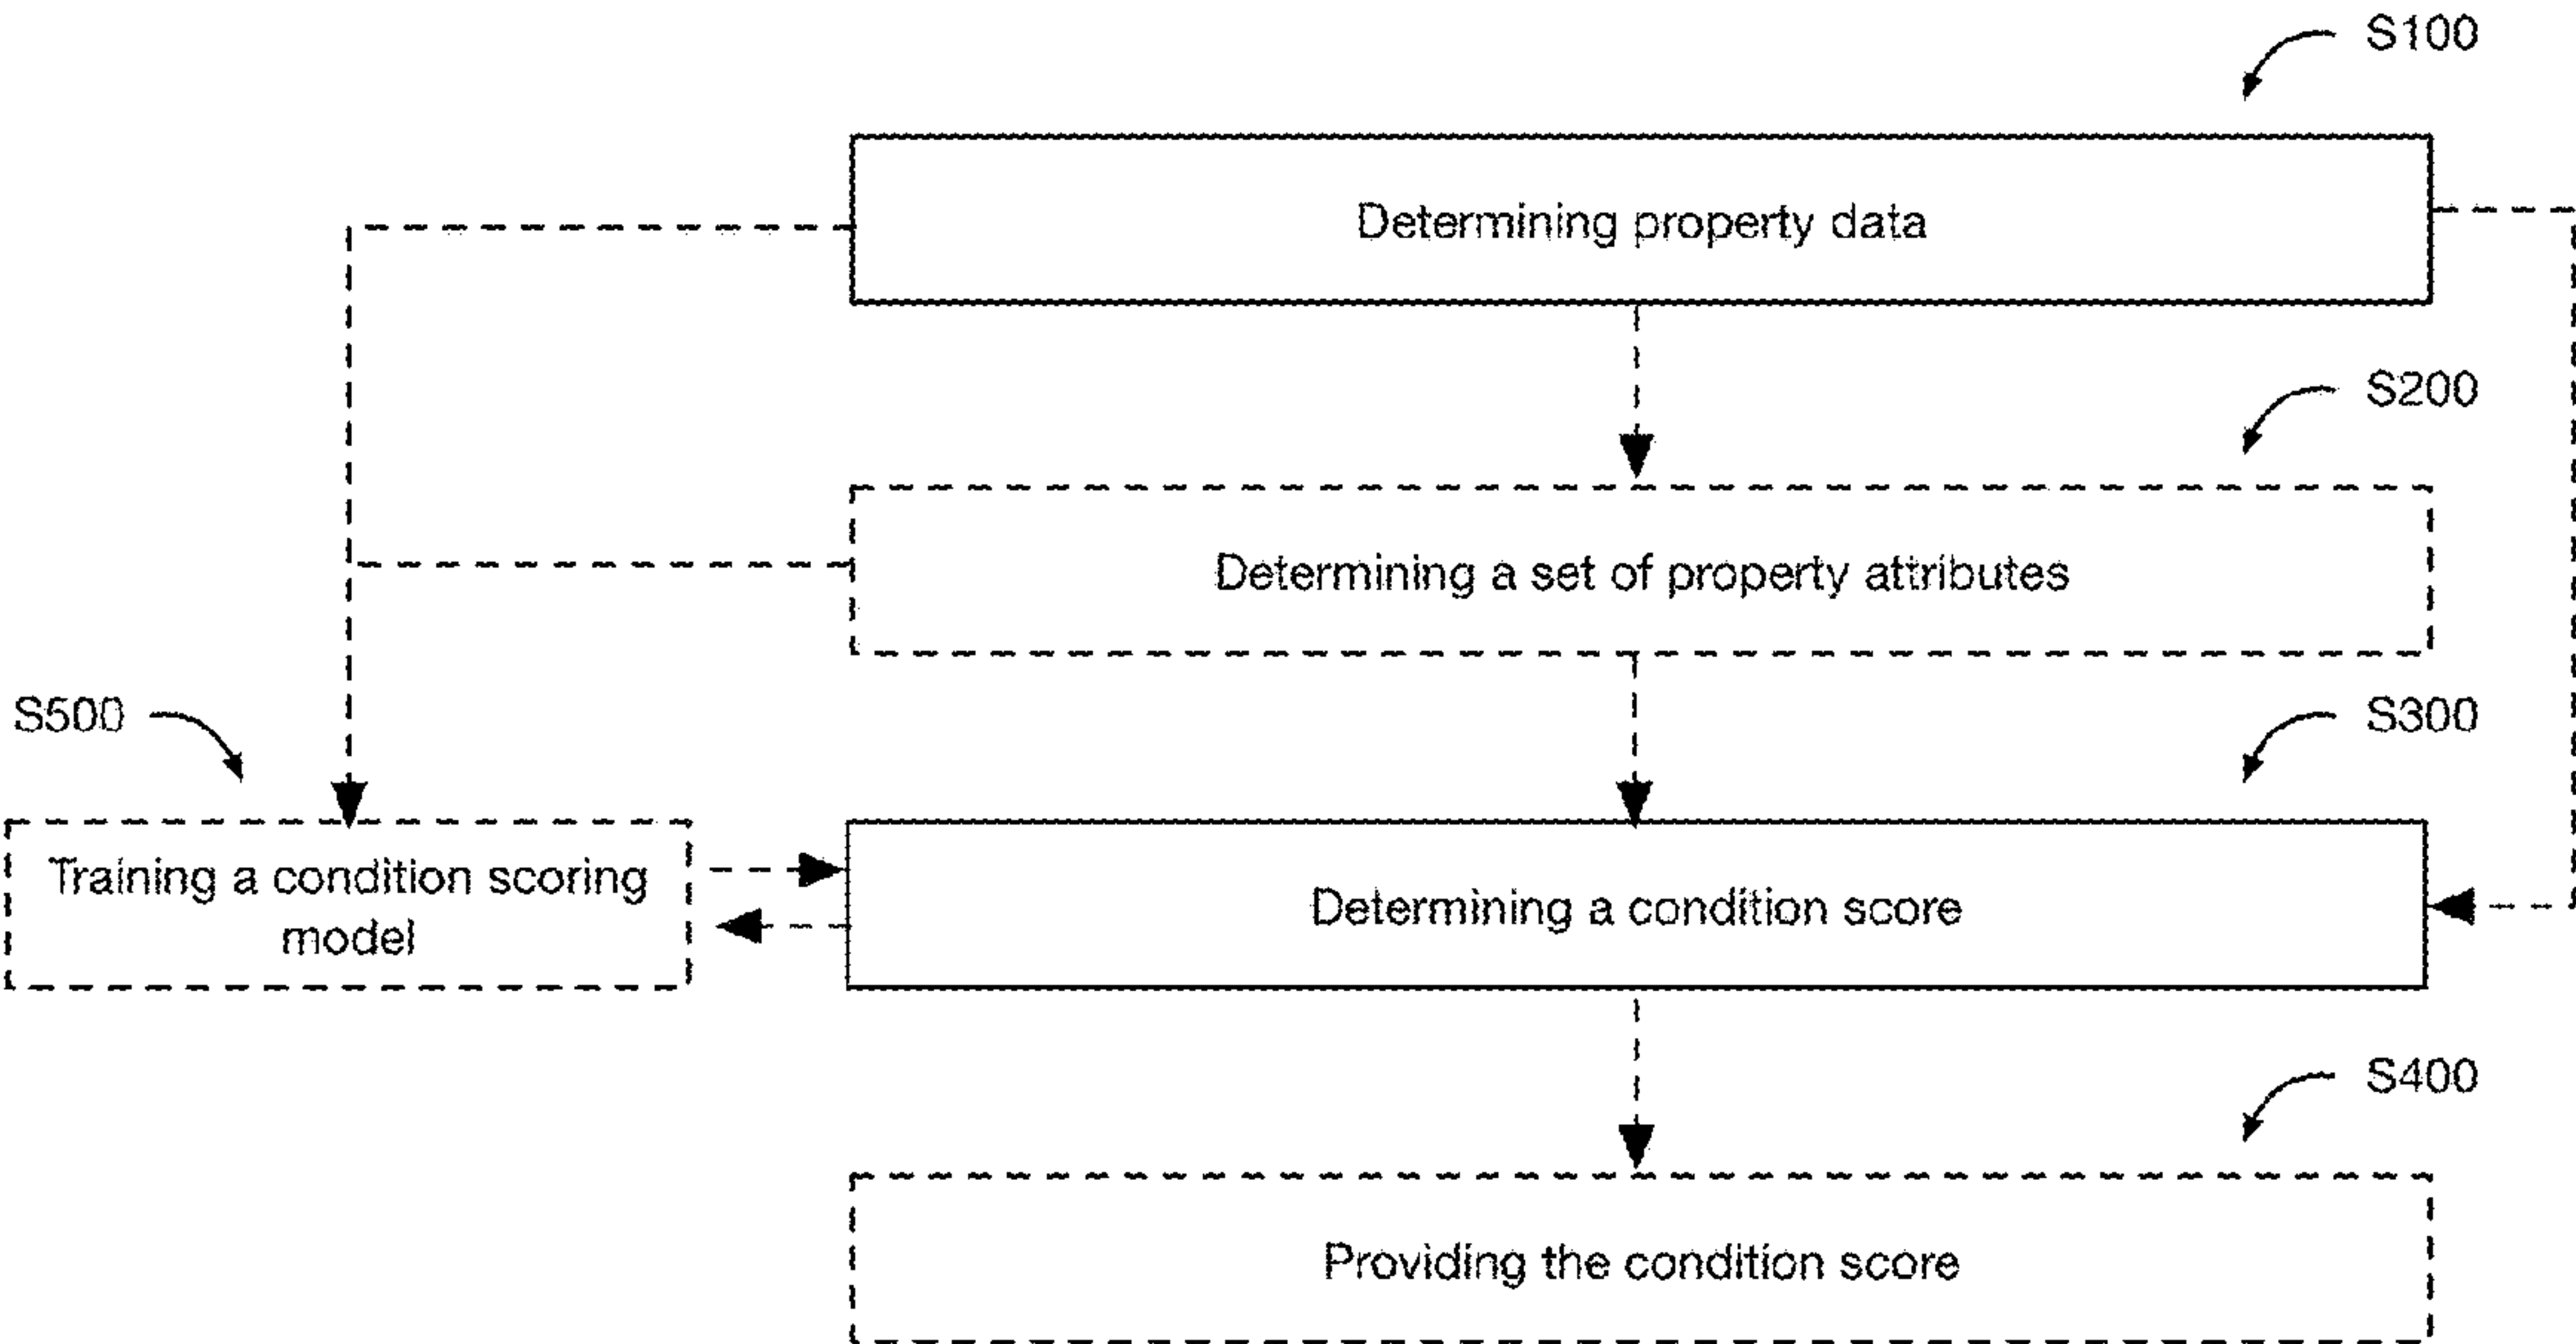 S100
Determining property data
S200
Determining a set of property attributes
S500
S300
Training a condition scoring
model
Determining a condition score
S400
Providing the condition score